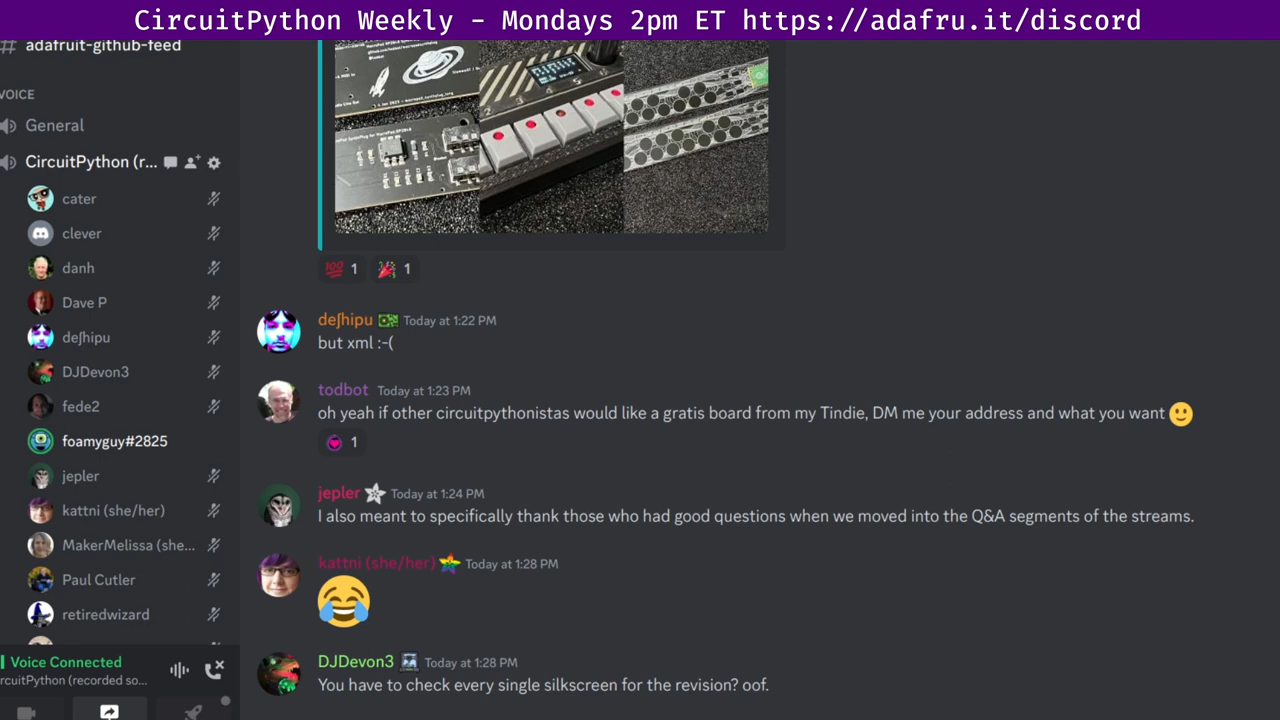 CircuitPython Weekly - Mondays 2pm ET https://adafru.it/discord
# adafruit-github-feed
VOICE
General
CircuitPython (r...
cater
clever
danh
Dave P
deʃhipu
DJDevon3
fede2
foamyguy#2825
jepler
kattni (she/her)
MakerMelissa (she...
Paul Cutler
retiredwizard
Voice Connected
rcuitPython (recorded so...
1 1
deʃhipu Today at 1:22 PM
but xml :-(
todbot Today at 1:23 PM
oh yeah if other circuitpythonistas would like a gratis board from my Tindie, DM me your address and what you want
1
jepler Today at 1:24 PM
I also meant to specifically thank those who had good questions when we moved into the Q&A segments of the streams.
kattni (she/her) Today at 1:28 PM
DJDevon3 Today at 1:28 PM
You have to check every single silkscreen for the revision? oof.